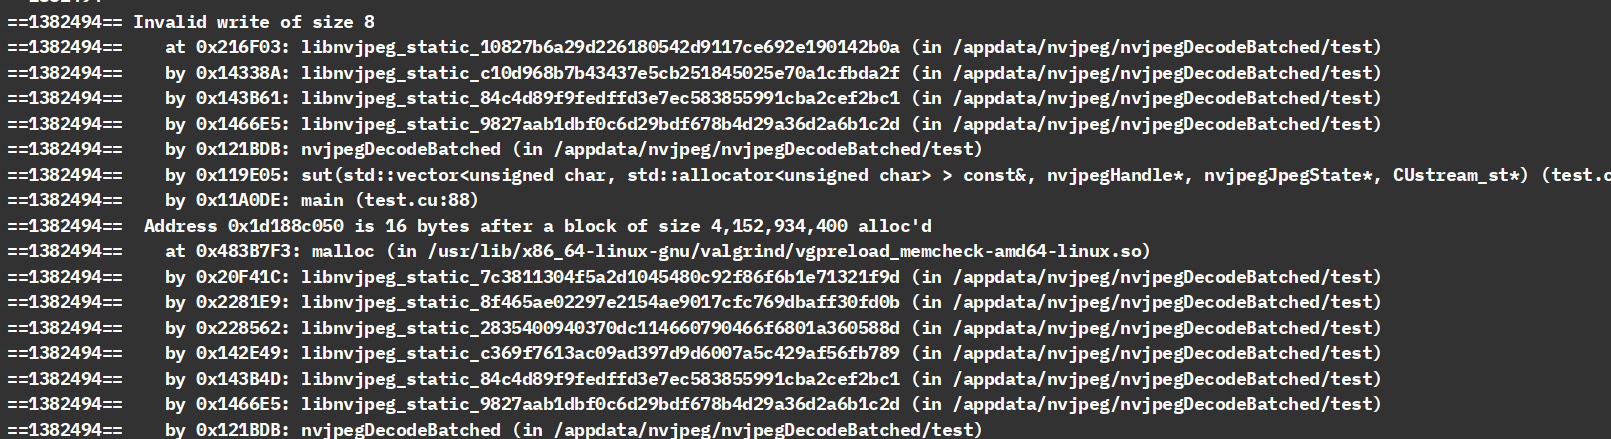 ==1382494== Invalid write of size 8
==1382494==    at 0x216F03: libnvjpeg_static_10827b6a29d226180542d9117ce692e190142b0a (in /appdata/nvjpeg/nvjpegDecodeBatched/test)
==1382494==    by 0x14338A: libnvjpeg_static_c10d968b7b43437e5cb251845025e70a1cfbda2f (in /appdata/nvjpeg/nvjpegDecodeBatched/test)
==1382494==    by 0x143B61: libnvjpeg_static_84c4d89f9fedffd3e7ec583855991cba2cef2bc1 (in /appdata/nvjpeg/nvjpegDecodeBatched/test)
==1382494==    by 0x1466E5: libnvjpeg_static_9827aab1dbf0c6d29bdf678b4d29a36d2a6b1c2d (in /appdata/nvjpeg/nvjpegDecodeBatched/test)
==1382494==    by 0x121BDB: nvjpegDecodeBatched (in /appdata/nvjpeg/nvjpegDecodeBatched/test)
==1382494==    by 0x119E05: sut(std::vector<unsigned char, std::allocator<unsigned char> > const&, nvjpegHandle*, nvjpegJpegState*, CUstream_st*) (test.c
==1382494==    by 0x11A0DE: main (test.cu:88)
==1382494==  Address 0x1d188c050 is 16 bytes after a block of size 4,152,934,400 alloc'd
==1382494==    at 0x483B7F3: malloc (in /usr/lib/x86_64-linux-gnu/valgrind/vgpreload_memcheck-amd64-linux.so)
==1382494==    by 0x20F41C: libnvjpeg_static_7c3811304f5a2d1045480c92f86f6b1e71321f9d (in /appdata/nvjpeg/nvjpegDecodeBatched/test)
==1382494==    by 0x2281E9: libnvjpeg_static_8f465ae02297e2154ae9017cfc769dbaff30fd0b (in /appdata/nvjpeg/nvjpegDecodeBatched/test)
==1382494==    by 0x228562: libnvjpeg_static_2835400940370dc114660790466f6801a360588d (in /appdata/nvjpeg/nvjpegDecodeBatched/test)
==1382494==    by 0x142E49: libnvjpeg_static_c369f7613ac09ad397d9d6007a5c429af56fb789 (in /appdata/nvjpeg/nvjpegDecodeBatched/test)
==1382494==    by 0x143B4D: libnvjpeg_static_84c4d89f9fedffd3e7ec583855991cba2cef2bc1 (in /appdata/nvjpeg/nvjpegDecodeBatched/test)
==1382494==    by 0x1466E5: libnvjpeg_static_9827aab1dbf0c6d29bdf678b4d29a36d2a6b1c2d (in /appdata/nvjpeg/nvjpegDecodeBatched/test)
==1382494==    by 0x121BDB: nvjpegDecodeBatched (in /appdata/nvjpeg/nvjpegDecodeBatched/test)